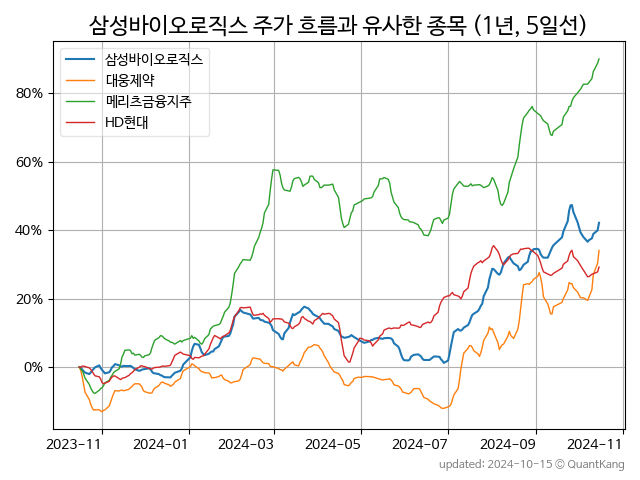 삼성바이오로직스 주가 흐름과 유사한 종목 (1년, 5일선)
삼성바이오로직스
대웅제약
메리츠금융지주
HD현대
80%
60%
40%
20%
0%
2023-11 2024-01 2024-03 2024-05 2024-07 2024-09 2024-11
updated: 2024-10-15 © QuantKang